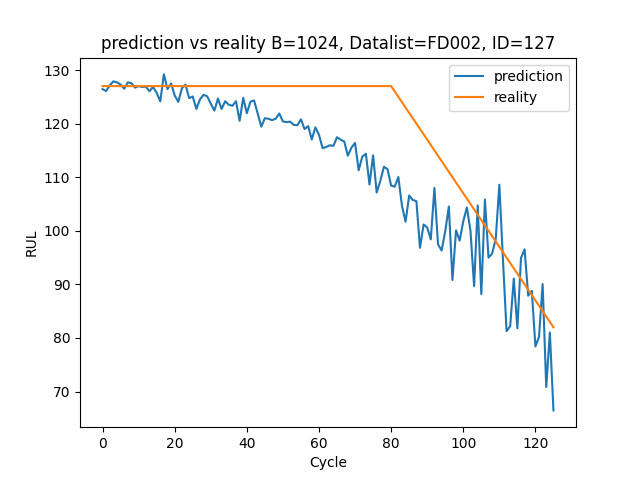 prediction vs reality B=1024, Datalist=FD002, ID=127
prediction
reality
RUL
130
120
110
100
90
80
70
0 20 40 60 80 100 120
Cycle